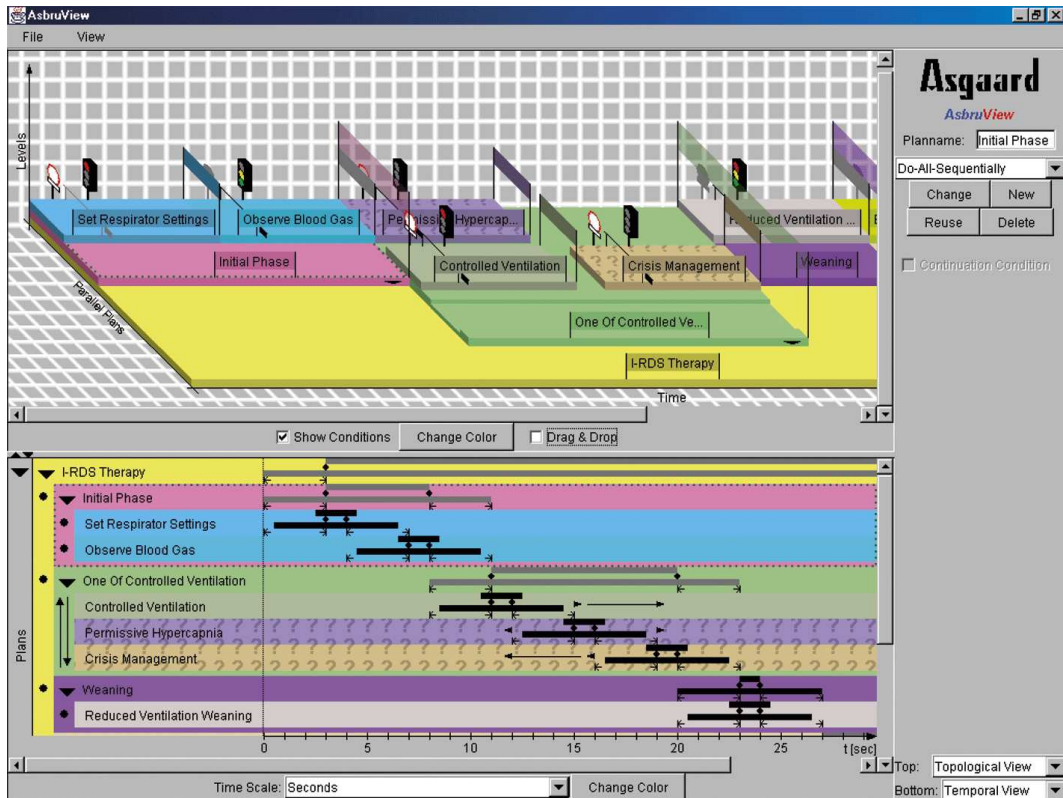 AsbruView
File View
Levels
Set Respirator Settings
Observe Blood Gas
Permissive Hypercap...
Reduced Ventilation ...
Initial Phase
Controlled Ventilation
Crisis Management
Weaning
Parallel Plans
One Of Controlled Ve...
I-RDS Therapy
Time
Show Conditions Change Color Drag & Drop
Asgaard
AsbruView
Planname: Initial Phase
Do-All-Sequentially
Change New
Reuse Delete
Continuation Condition
Plans
I-RDS Therapy
Initial Phase
Set Respirator Settings
Observe Blood Gas
One Of Controlled Ventilation
Controlled Ventilation
Permissive Hypercapnia
Crisis Management
Weaning
Reduced Ventilation Weaning
0 5 10 15 20 25 t [sec]
Time Scale: Seconds Change Color
Top: Topological View
Bottom: Temporal View